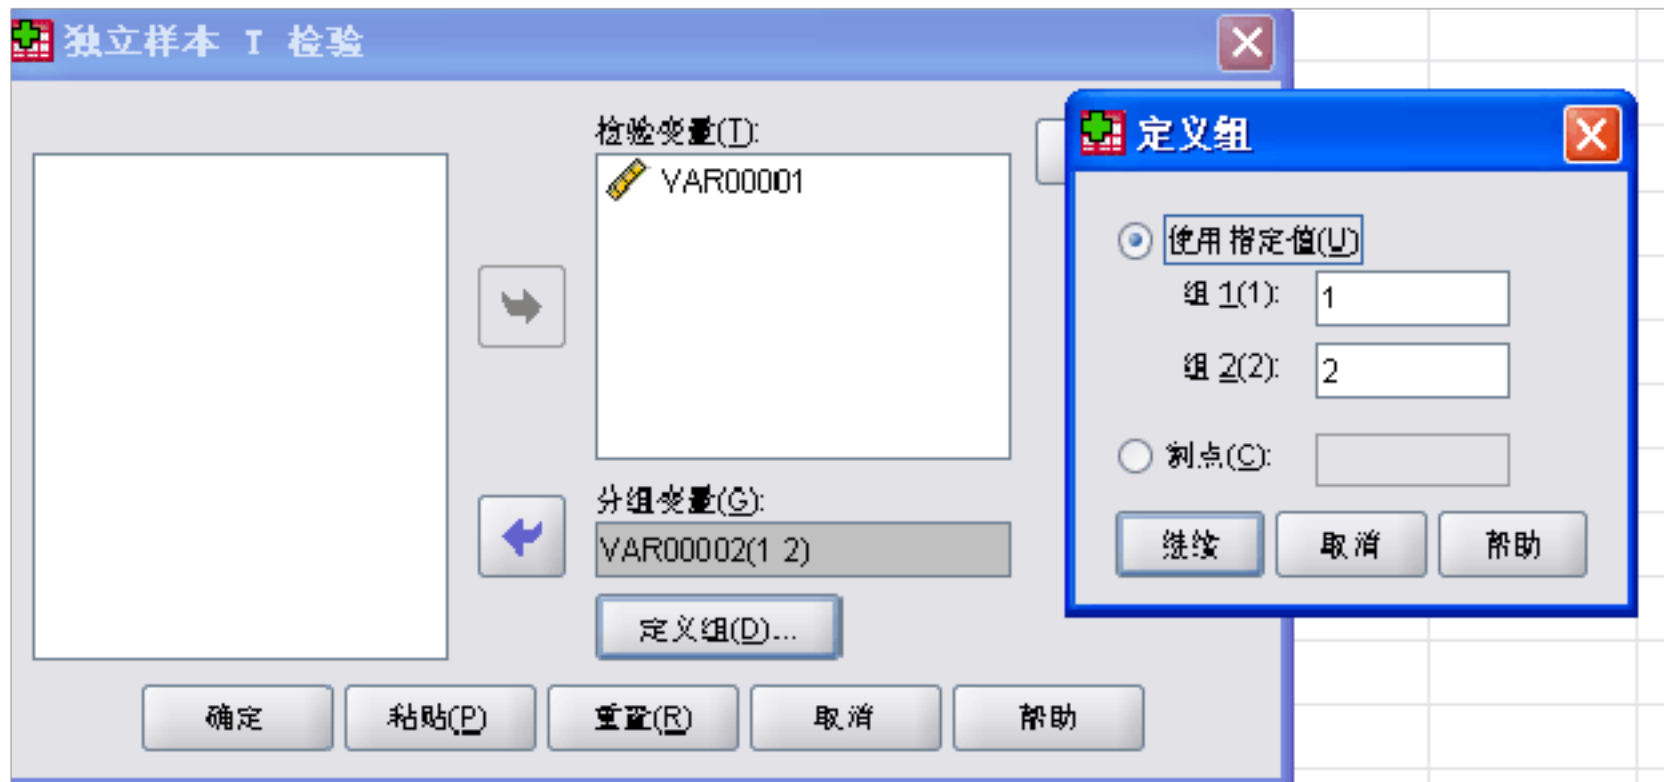 独立样本 T 检验
检验变量(T):
VAR00001
分组变量(G):
VAR00002(1 2)
定义组(D)...
确定
粘贴(P)
重置(R)
取消
帮助
定义组
使用指定值(U)
组 1(1):
1
组 2(2):
2
割点(C):
继续
取消
帮助